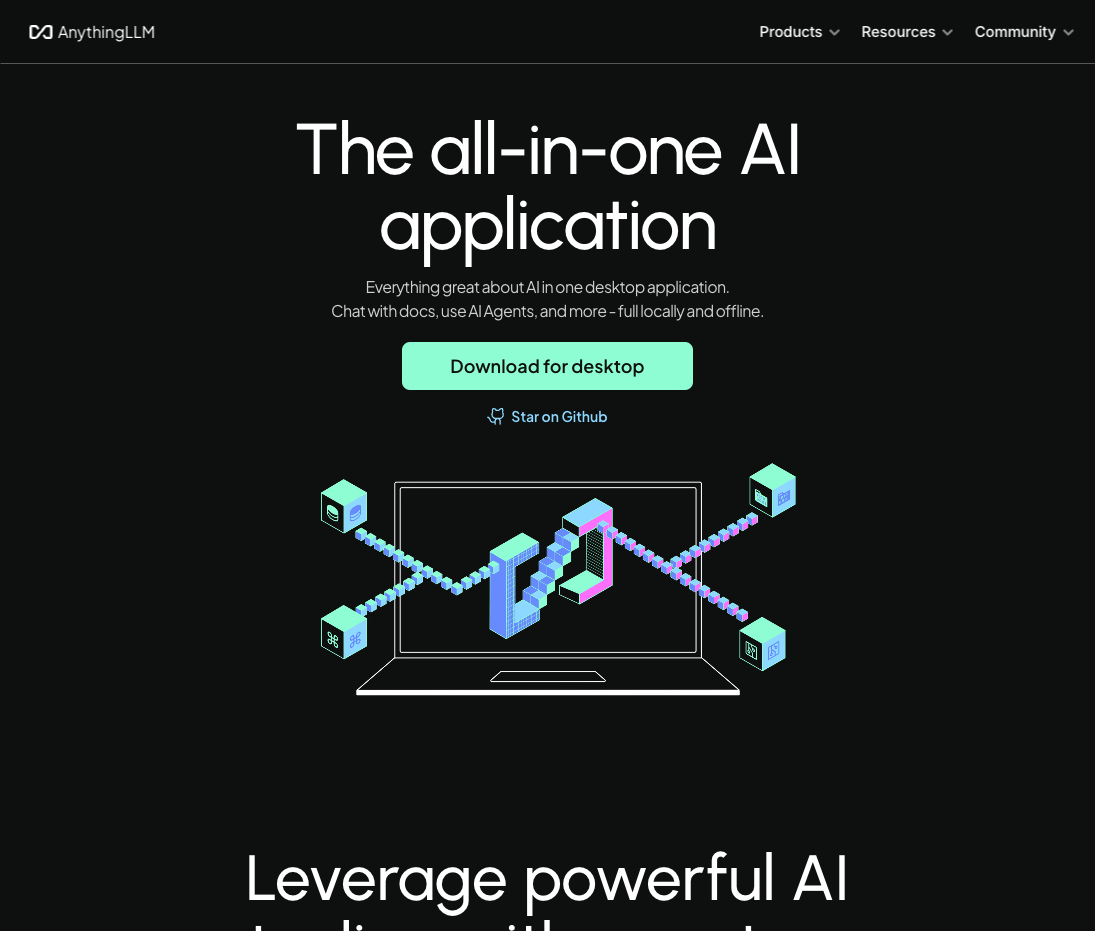 AnythingLLM
Products
Resources
Community
The all-in-one AI
application
Everything great about AI in one desktop application.
Chat with docs, use AI Agents, and more - full locally and offline.
Download for desktop
Star on Github
Leverage powerful AI